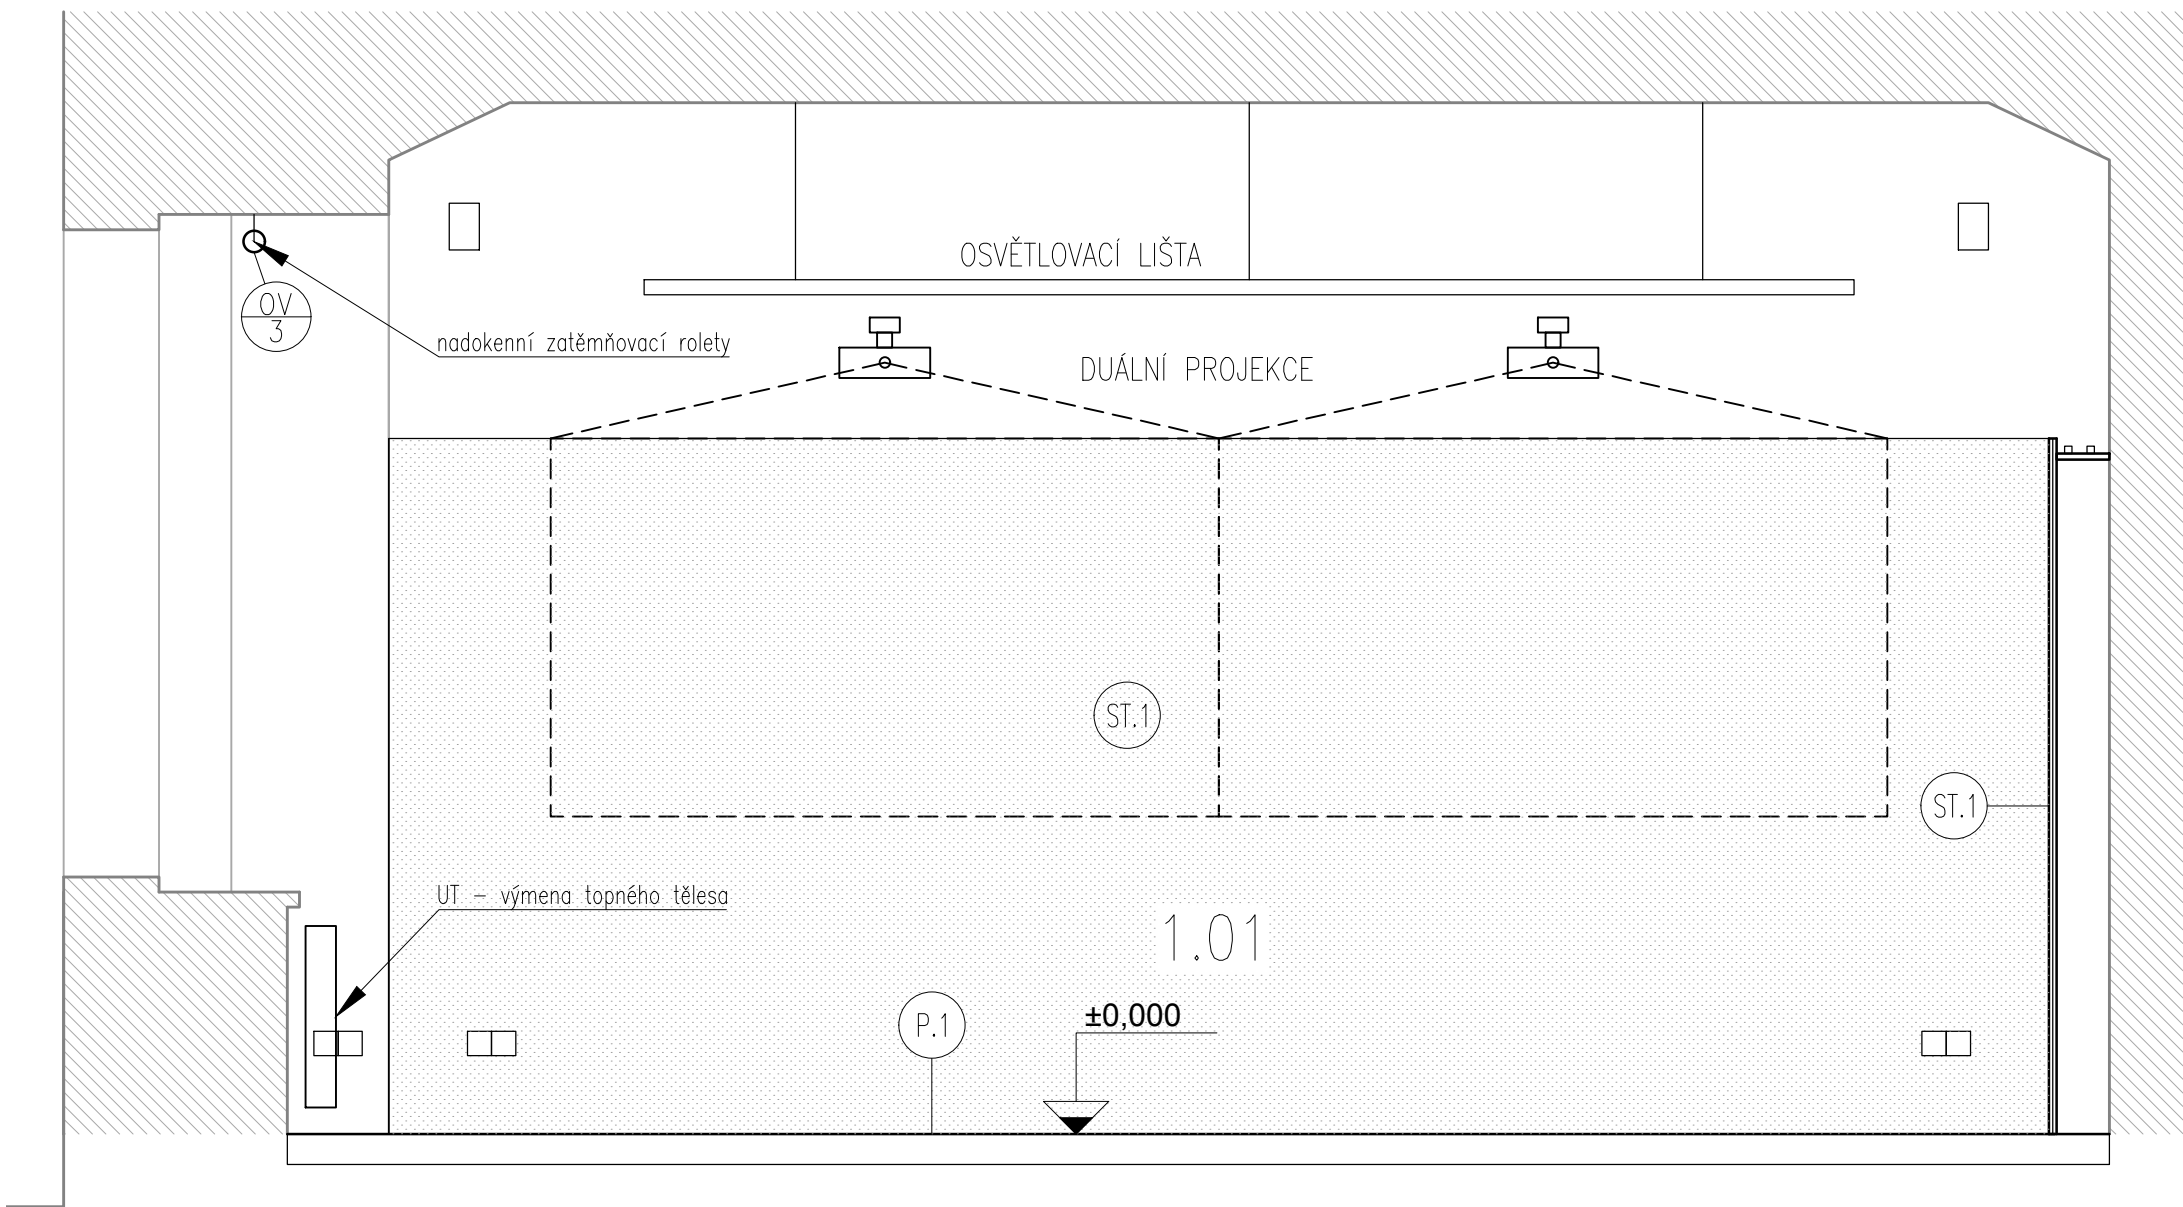 OSVĚTLOVACÍ LIŠTA
OV
3
nadokenní zatěmňovací rolety
DUÁLNÍ PROJEKCE
ST.1
ST.1
UT – výmena topného tělesa
1.01
P.1
±0,000